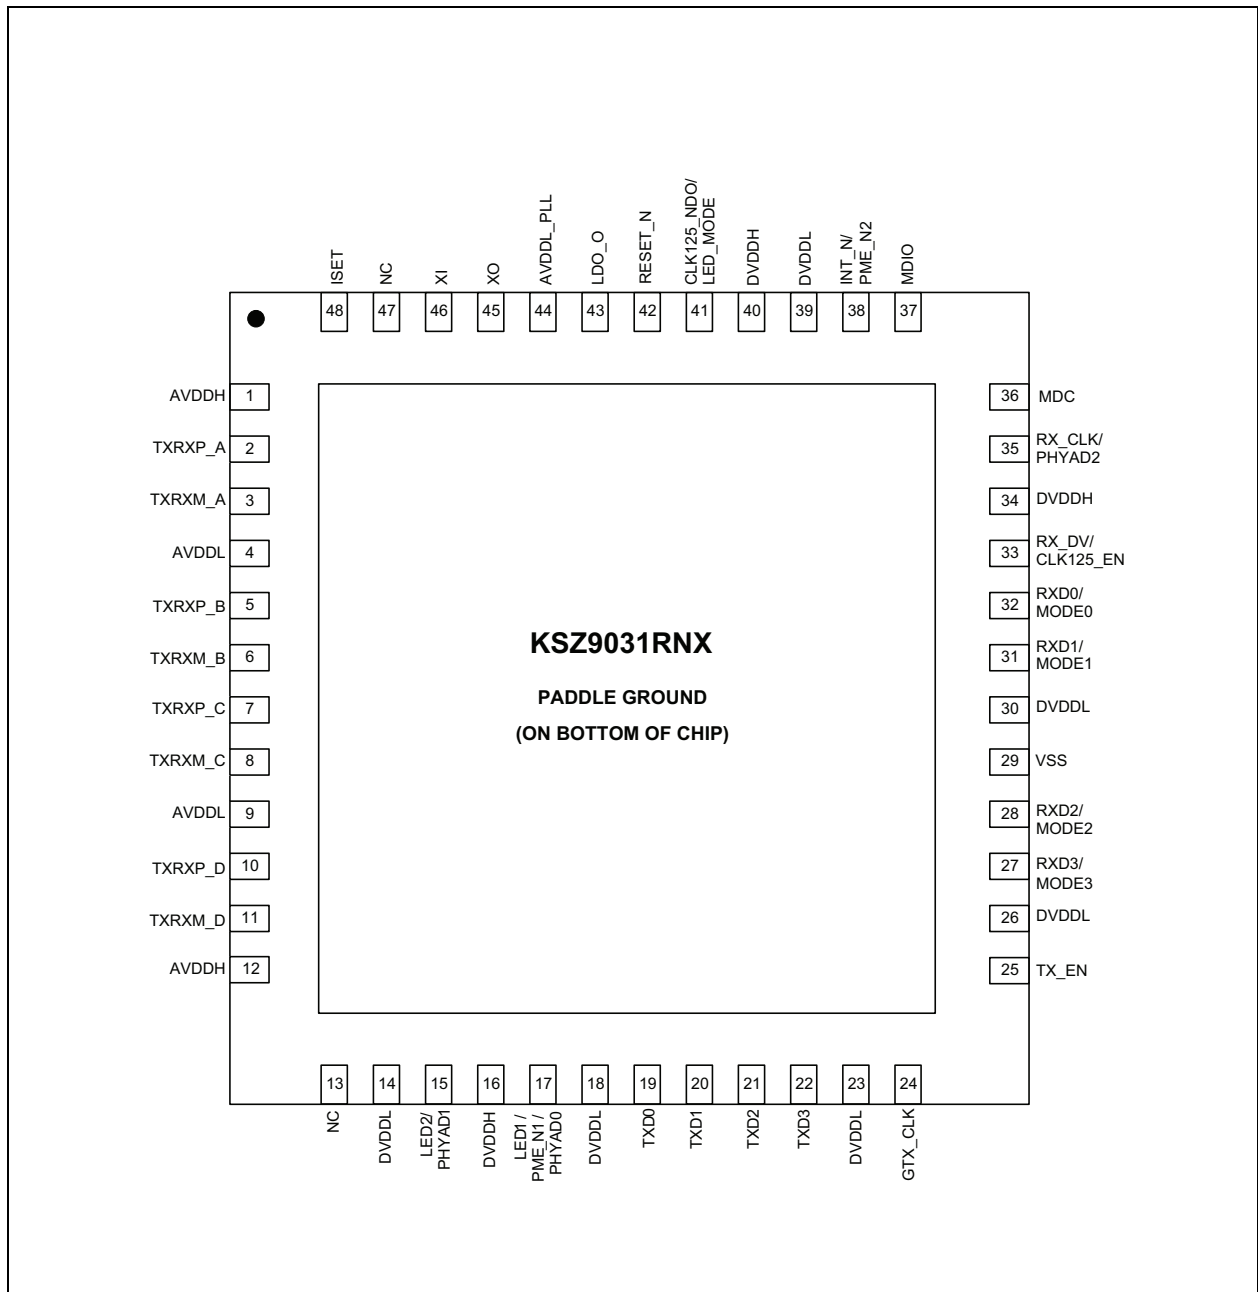 ISET
NC
XI
XO
AVDDL_PLL
LDO_O
RESET_N
CLK125_NDO/
LED_MODE
DVDDH
DVDDL
INT_N/
PME_N2
MDIO
48
47
46
45
44
43
42
41
40
39
38
37
AVDDH 1
TXRXP_A 2
TXRXM_A 3
AVDDL 4
TXRXP_B 5
TXRXM_B 6
TXRXP_C 7
TXRXM_C 8
AVDDL 9
TXRXP_D 10
TXRXM_D 11
AVDDH 12
KSZ9031RNX
PADDLE GROUND
(ON BOTTOM OF CHIP)
36 MDC
35 RX_CLK/
PHYAD2
34 DVDDH
33 RX_DV/
CLK125_EN
32 RXD0/
MODE0
31 RXD1/
MODE1
30 DVDDL
29 VSS
28 RXD2/
MODE2
27 RXD3/
MODE3
26 DVDDL
25 TX_EN
13
14
15
16
17
18
19
20
21
22
23
24
NC
DVDDL
LED2/
PHYAD1
DVDDH
LED1 /
PME_N1 /
PHYAD0
DVDDL
TXD0
TXD1
TXD2
TXD3
DVDDL
GTX_CLK